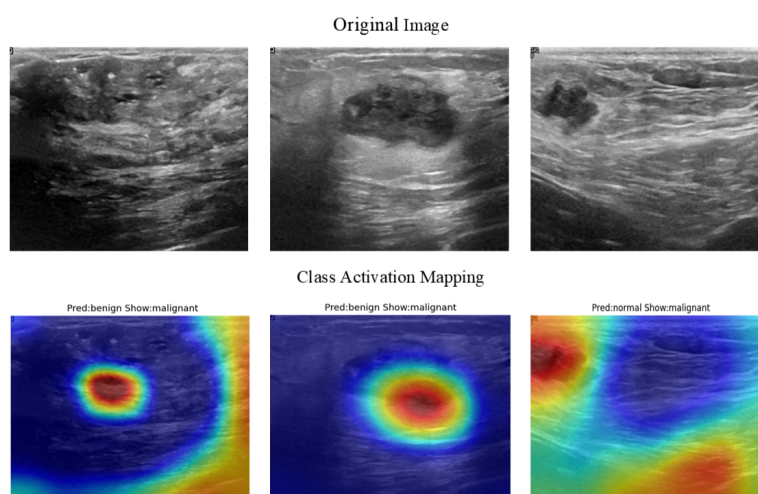 Original Image
Class Activation Mapping
Pred:benign Show:malignant
Pred:benign Show:malignant
Pred:normal Show:malignant